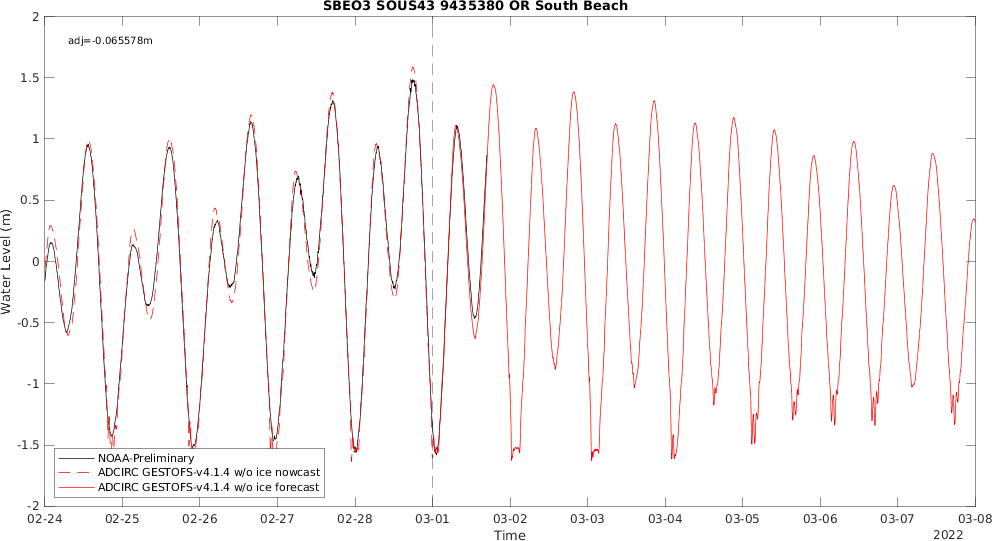 SBEO3 SOUS43 9435380 OR South Beach
adj=-0.065578m
2
1.5
1
0.5
0
-0.5
-1
-1.5
-2
Water Level (m)
NOAA-Preliminary
ADCIRC GESTOFS-v4.1.4 w/o ice nowcast
ADCIRC GESTOFS-v4.1.4 w/o ice forecast
02-24 02-25 02-26 02-27 02-28 03-01 03-02 03-03 03-04 03-05 03-06 03-07 03-08
Time
2022